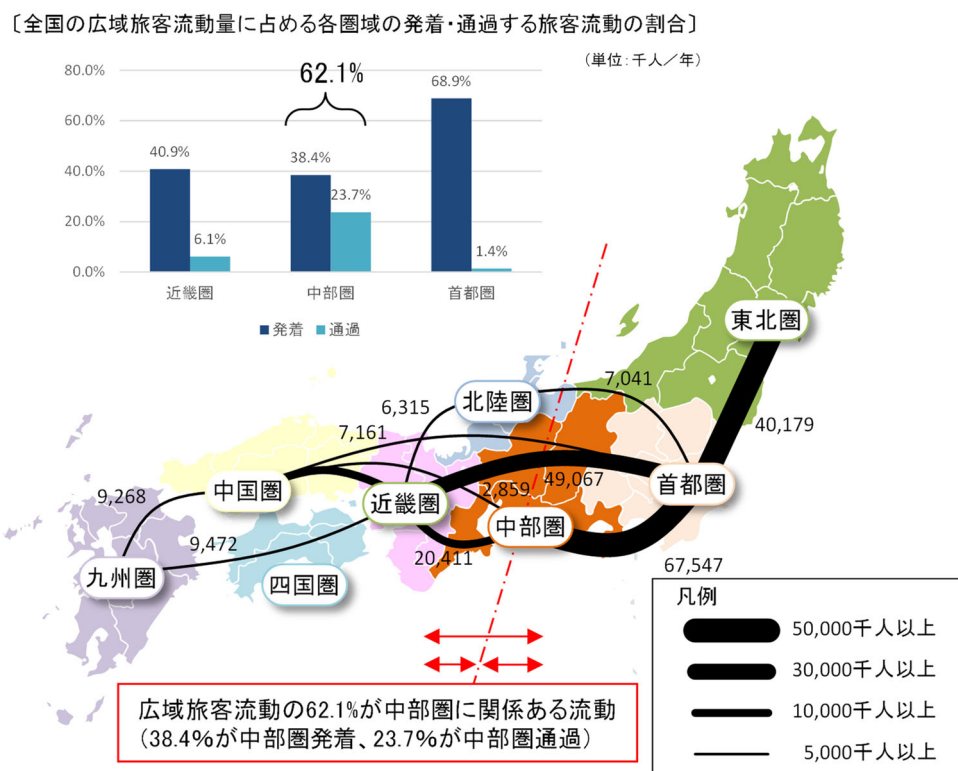 〔全国の広域旅客流動量に占める各圏域の発着・通過する旅客流動の割合〕
(単位:千人/年)
62.1%
80.0%
60.0%
40.0%
20.0%
0.0%
40.9%
6.1%
38.4%
23.7%
68.9%
1.4%
近畿圏
中部圏
首都圏
■発着 ■通過
東北圏
北陸圏
7,041
6,315
40,179
7,161
中国圏
9,268
近畿圏
2,859
49,067
首都圏
中部圏
9,472
20,411
67,547
九州圏
四国圏
広域旅客流動の62.1%が中部圏に関係ある流動
(38.4%が中部圏発着、23.7%が中部圏通過)
凡例
50,000千人以上
30,000千人以上
10,000千人以上
5,000千人以上